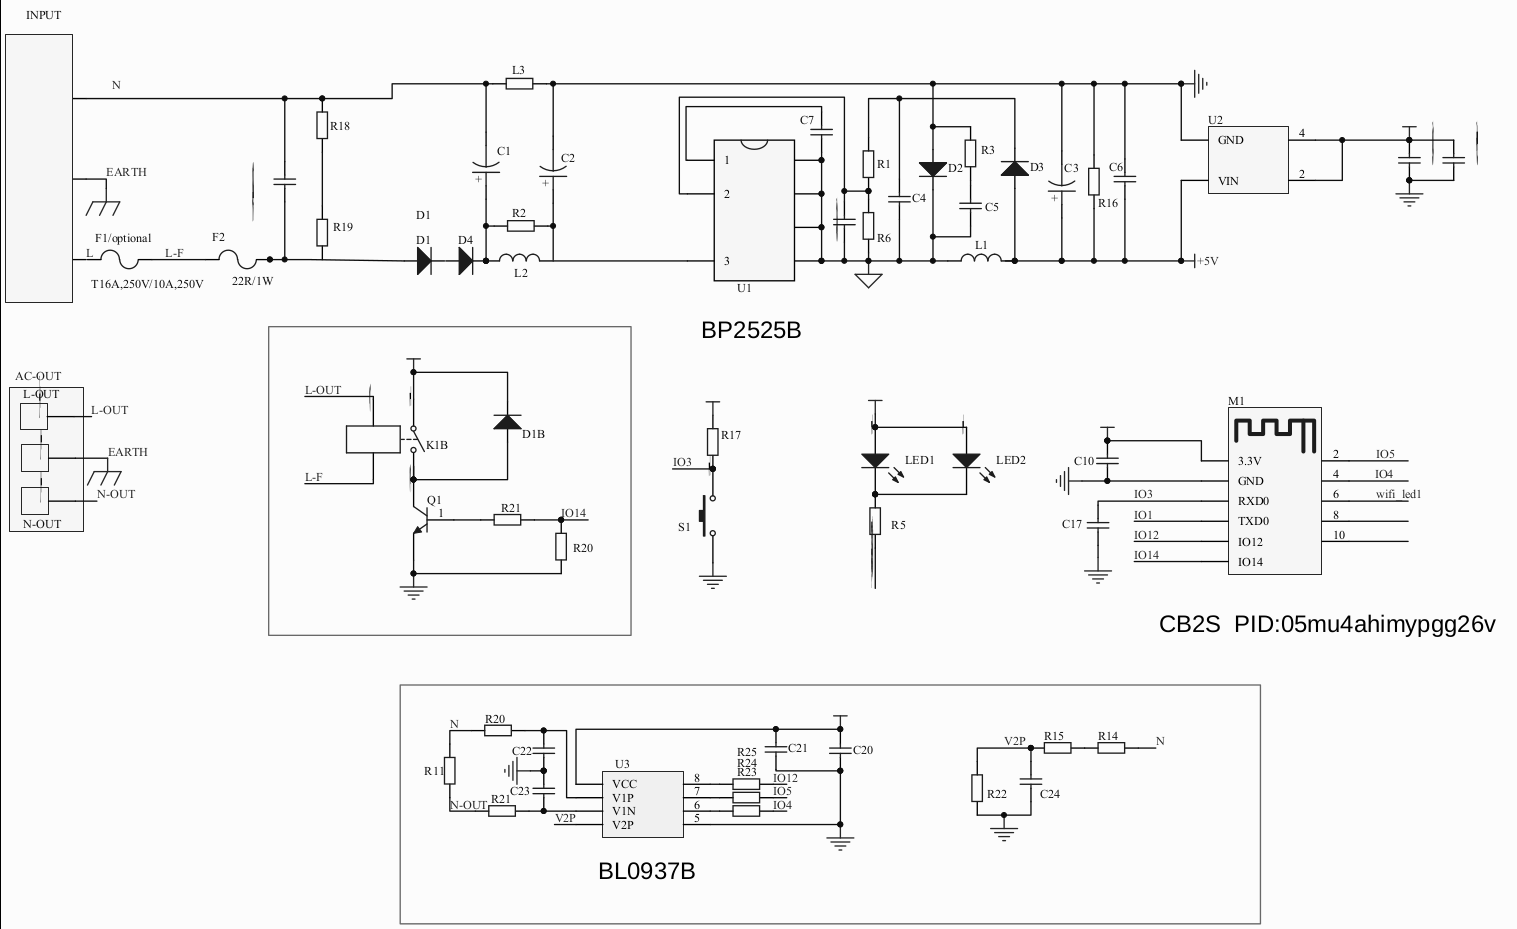 INPUT
N
EARTH
L
F1/optional
L-F
F2
T16A,250V/10A,250V
22R/1W
R18
R19
D1
D1
D4
C1
C2
L3
R2
L2
+
+
C7
1
2
3
U1
BP2525B
R1
R6
C4
D2
R3
C5
D3
L1
C3
+
R16
C6
+5V
U2
GND
VIN
4
2
AC-OUT
L-OUT
L-OUT
EARTH
N-OUT
N-OUT
L-OUT
L-F
K1B
D1B
Q1
1
R21
IO14
R20
R17
IO3
S1
LED1
LED2
R5
M1
C10
3.3V
GND
RXD0
TXD0
IO12
IO14
IO3
IO1
IO12
IO14
C17
2
4
6
8
10
IO5
IO4
wifi_led1
CB2S PID:05mu4ahimypgg26v
N
R20
C22
R11
C23
N-OUT
R21
V2P
U3
VCC
V1P
V1N
V2P
8
7
6
5
R25
R24
R23
IO12
IO5
IO4
C21
C20
BL0937B
V2P
R15
R14
N
R22
C24